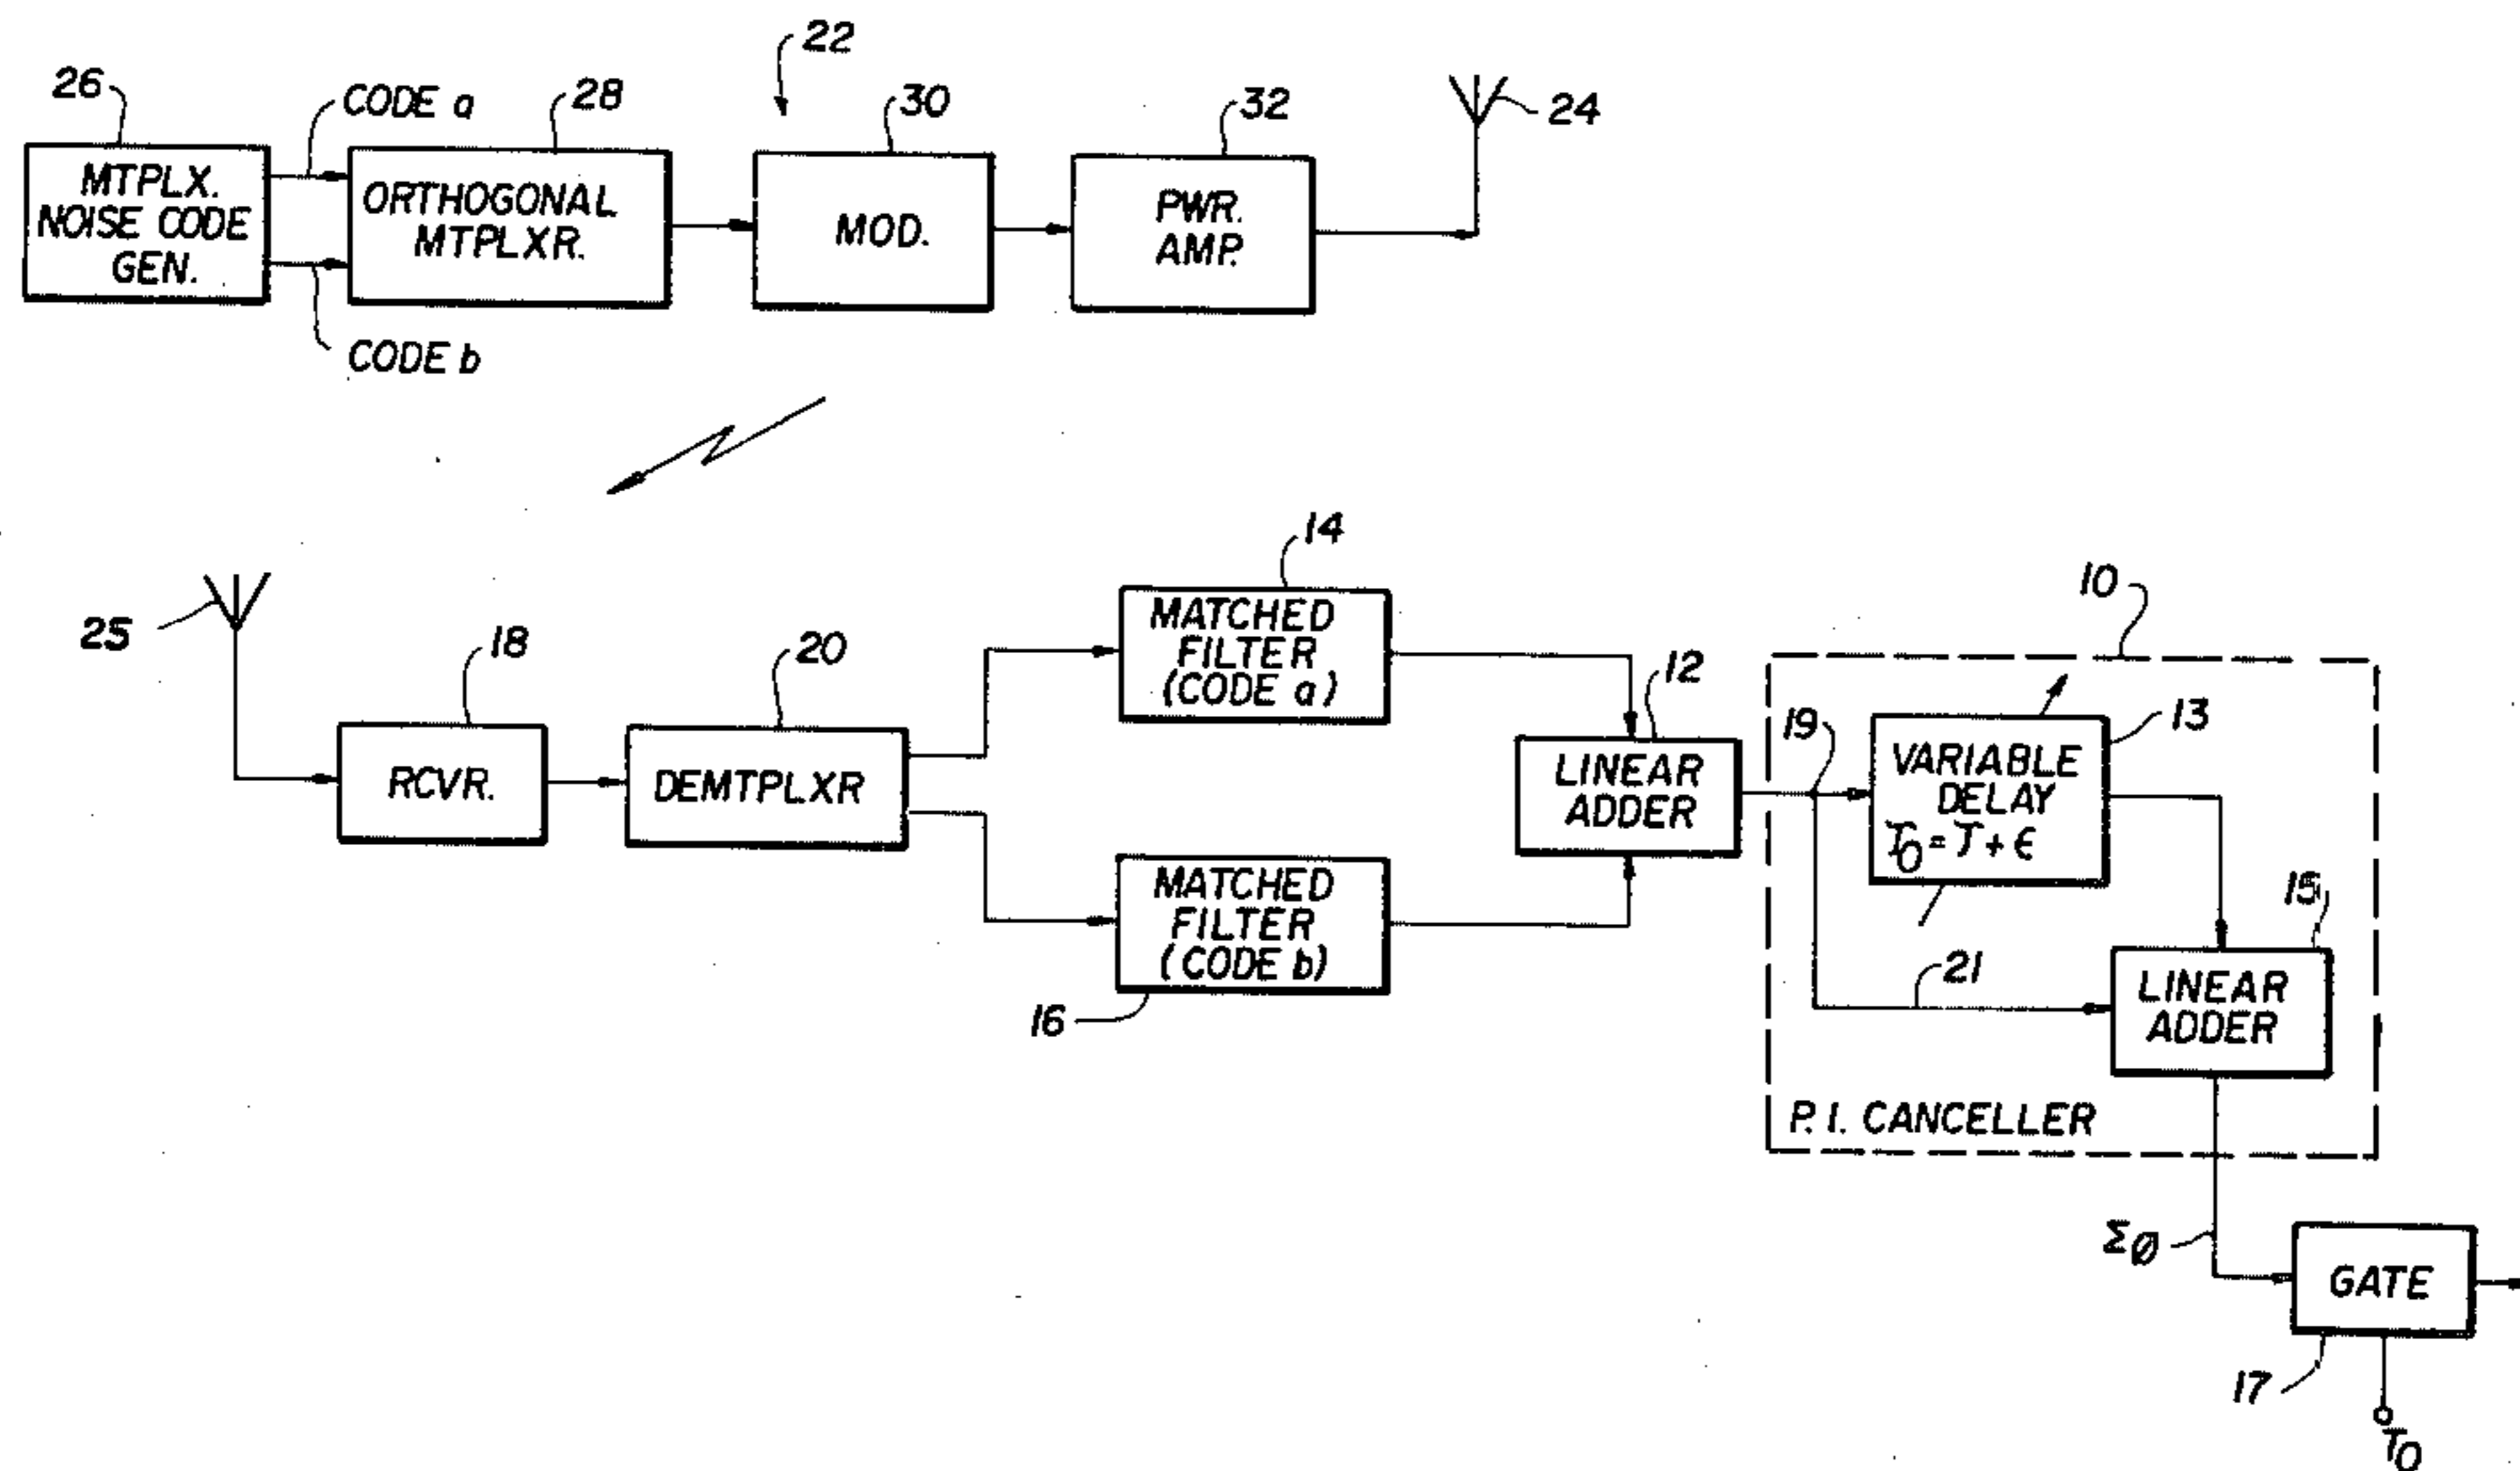 22
26
CODE a
28
30
32
24
MTPLX.
NOISE CODE
GEN.
ORTHOGONAL
MTPLXR.
MOD.
PWR.
AMP.
CODE b
14
10
25
18
20
MATCHED
FILTER
(CODE a)
12
19
13
RCVR.
DEMTPLXR
LINEAR
ADDER
VARIABLE
DELAY
T₀ = T + ϵ
16
MATCHED
FILTER
(CODE b)
15
21
LINEAR
ADDER
P. I. CANCELLER
Σø
GATE
17
T₀